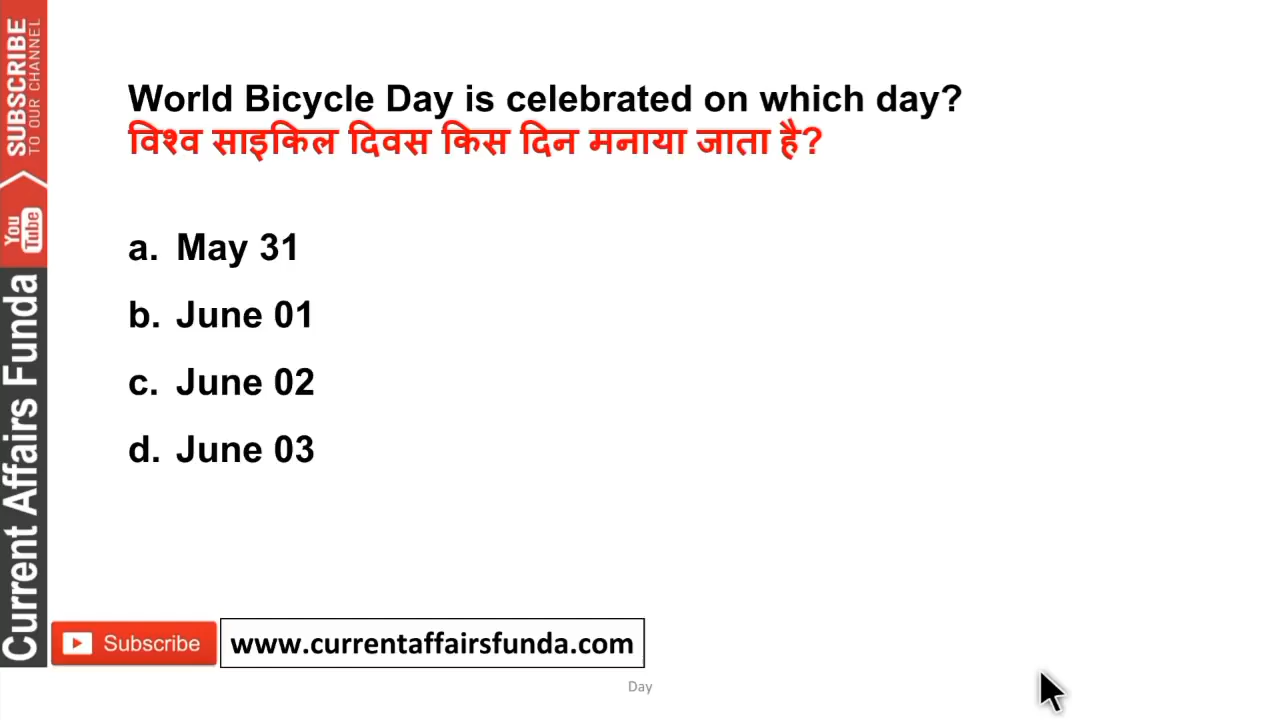 World Bicycle Day is celebrated on which day?
विश्व साइकिल दिवस किस दिन मनाया जाता है?
a. May 31
b. June 01
c. June 02
d. June 03
SUBSCRIBE
TO OUR CHANNEL
You
Tube
Current Affairs Funda
Subscribe
www.currentaffairsfunda.com
Day